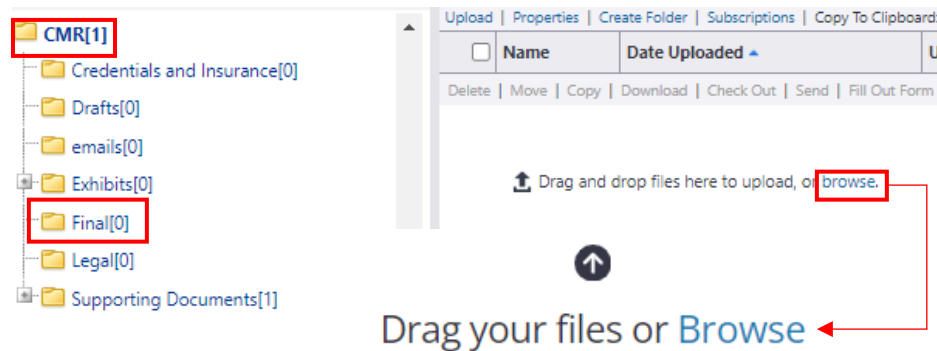 CMR[1]
Credentials and Insurance[0]
Drafts[0]
emails[0]
Exhibits[0]
Final[0]
Legal[0]
Supporting Documents[1]
Upload | Properties | Create Folder | Subscriptions | Copy To Clipboard:
Name Date Uploaded U
Delete | Move | Copy | Download | Check Out | Send | Fill Out Form
Drag and drop files here to upload, or browse.
Drag your files or Browse